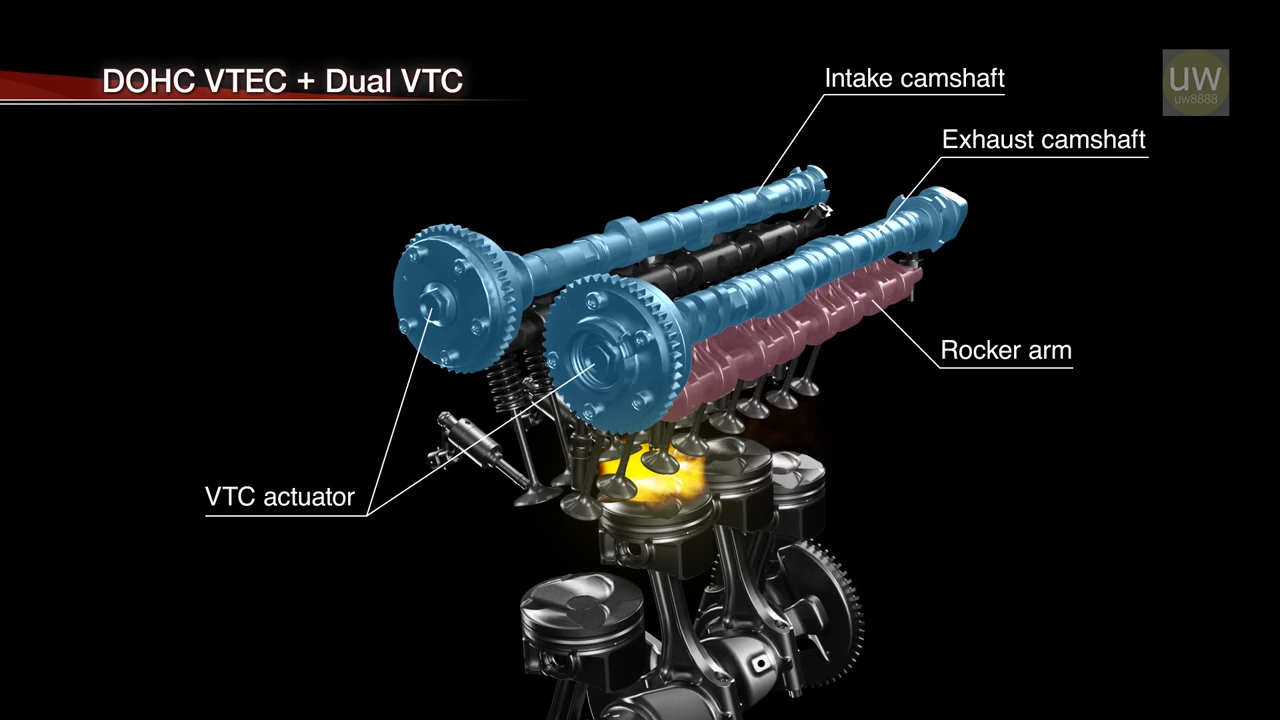 DOHC VTEC + Dual VTC
Intake camshaft
uw
uw8888
Exhaust camshaft
Rocker arm
VTC actuator